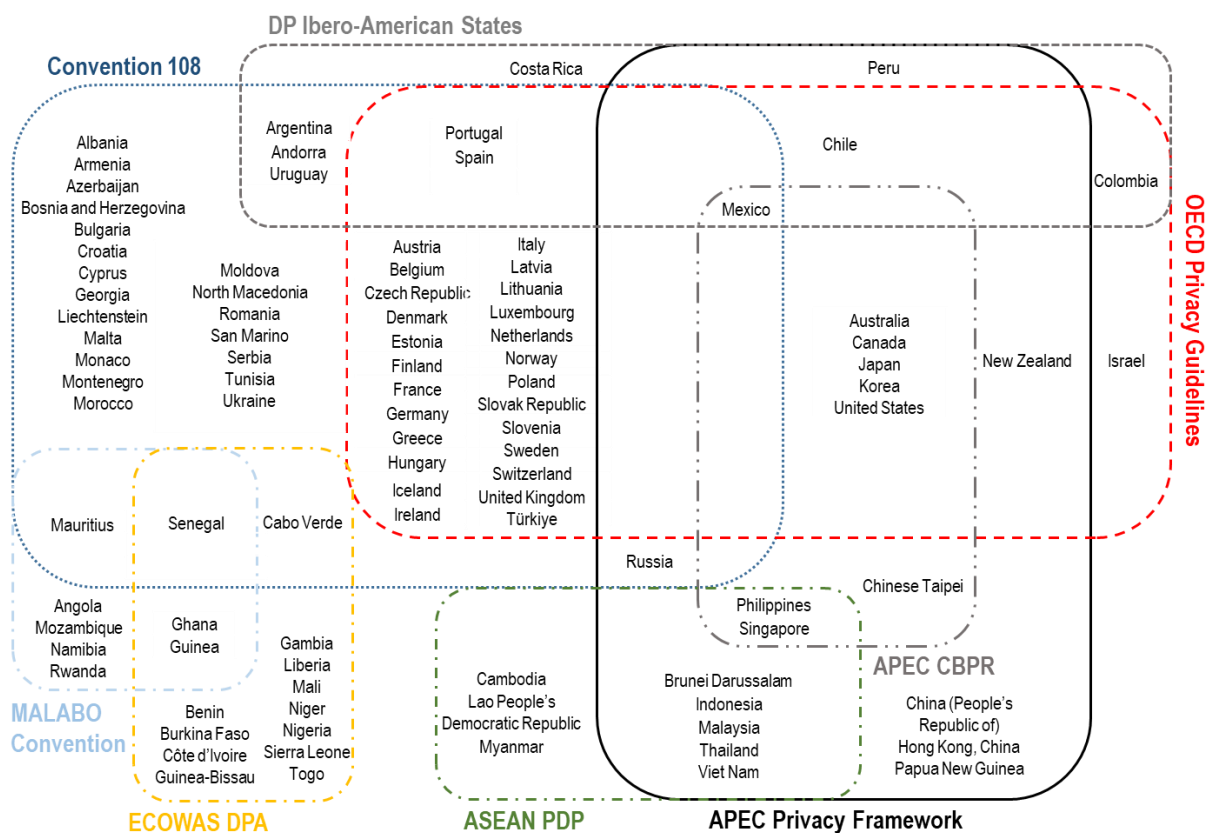 DP Ibero-American States
Convention 108
Costa Rica
Peru
Argentina
Andorra
Uruguay
Portugal
Spain
Chile
Colombia
Mexico
Albania
Armenia
Azerbaijan
Bosnia and Herzegovina
Bulgaria
Croatia
Cyprus
Georgia
Liechtenstein
Malta
Monaco
Montenegro
Morocco
Moldova
North Macedonia
Romania
San Marino
Serbia
Tunisia
Ukraine
Austria
Belgium
Czech Republic
Denmark
Estonia
Finland
France
Germany
Greece
Hungary
Iceland
Ireland
Italy
Latvia
Lithuania
Luxembourg
Netherlands
Norway
Poland
Slovak Republic
Slovenia
Sweden
Switzerland
United Kingdom
Türkiye
Australia
Canada
Japan
Korea
United States
New Zealand
Israel
OECD Privacy Guidelines
Mauritius
Senegal
Cabo Verde
Russia
Chinese Taipei
Philippines
Singapore
APEC CBPR
Angola
Mozambique
Namibia
Rwanda
Ghana
Guinea
Gambia
Liberia
Mali
Niger
Nigeria
Sierra Leone
Togo
MALABO
Convention
Benin
Burkina Faso
Côte d'Ivoire
Guinea-Bissau
Cambodia
Lao People's
Democratic Republic
Myanmar
Brunei Darussalam
Indonesia
Malaysia
Thailand
Viet Nam
China (People's
Republic of)
Hong Kong, China
Papua New Guinea
ECOWAS DPA
ASEAN PDP
APEC Privacy Framework